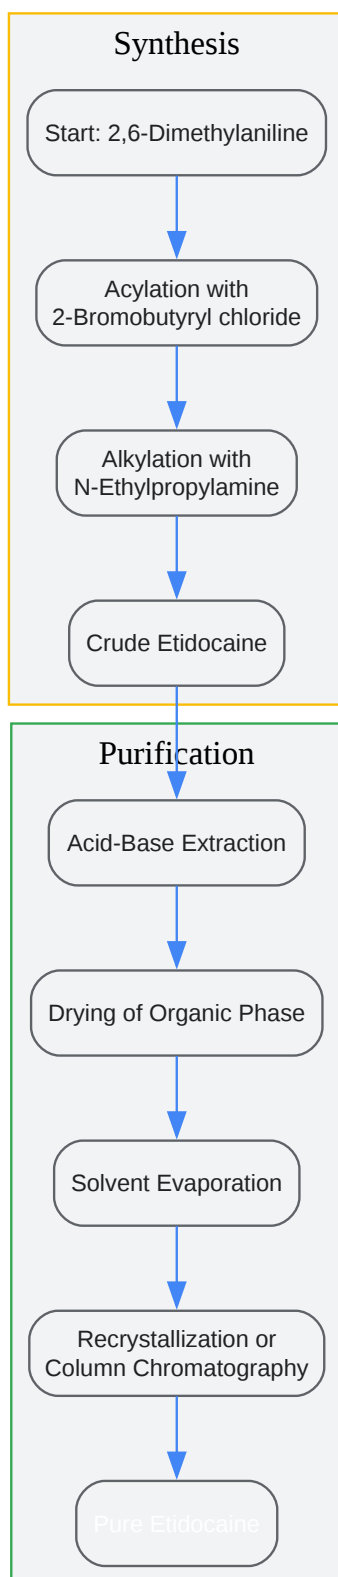 Synthesis
Start: 2,6-Dimethylaniline
Acylation with
2-Bromobutyryl chloride
Alkylation with
N-Ethylpropylamine
Crude Etidocaine
Purification
Acid-Base Extraction
Drying of Organic Phase
Solvent Evaporation
Recrystallization or
Column Chromatography
Pure Etidocaine